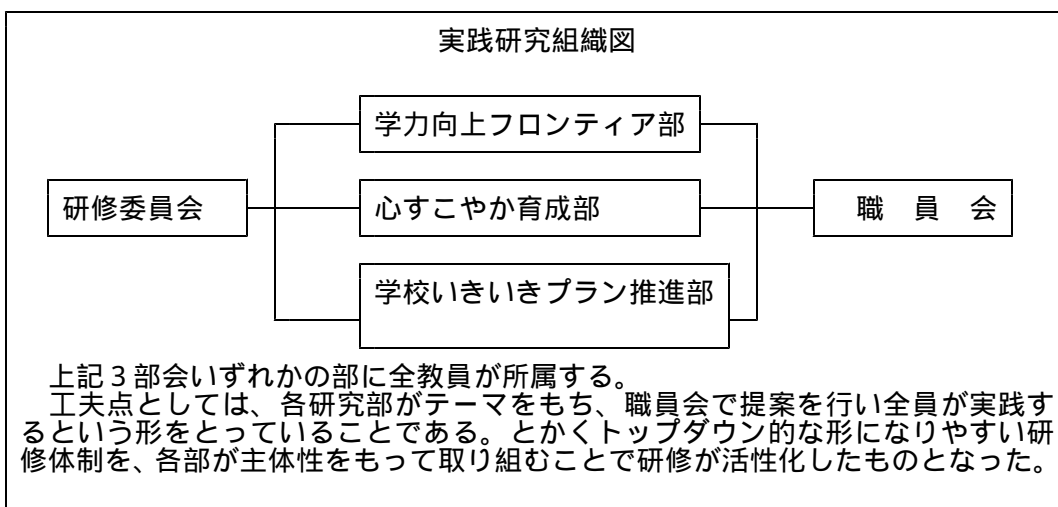 実践研究組織図
学力向上フロンティア部
研修委員会
心すこやか育成部
職　員　会
学校いきいきプラン推進部
　上記３部会いずれかの部に全教員が所属する。
　工夫点としては、各研究部がテーマをもち、職員会で提案を行い全員が実践す
るという形をとっていることである。とかくトップダウン的な形になりやすい研
修体制を、各部が主体性をもって取り組むことで研修が活性化したものとなった。